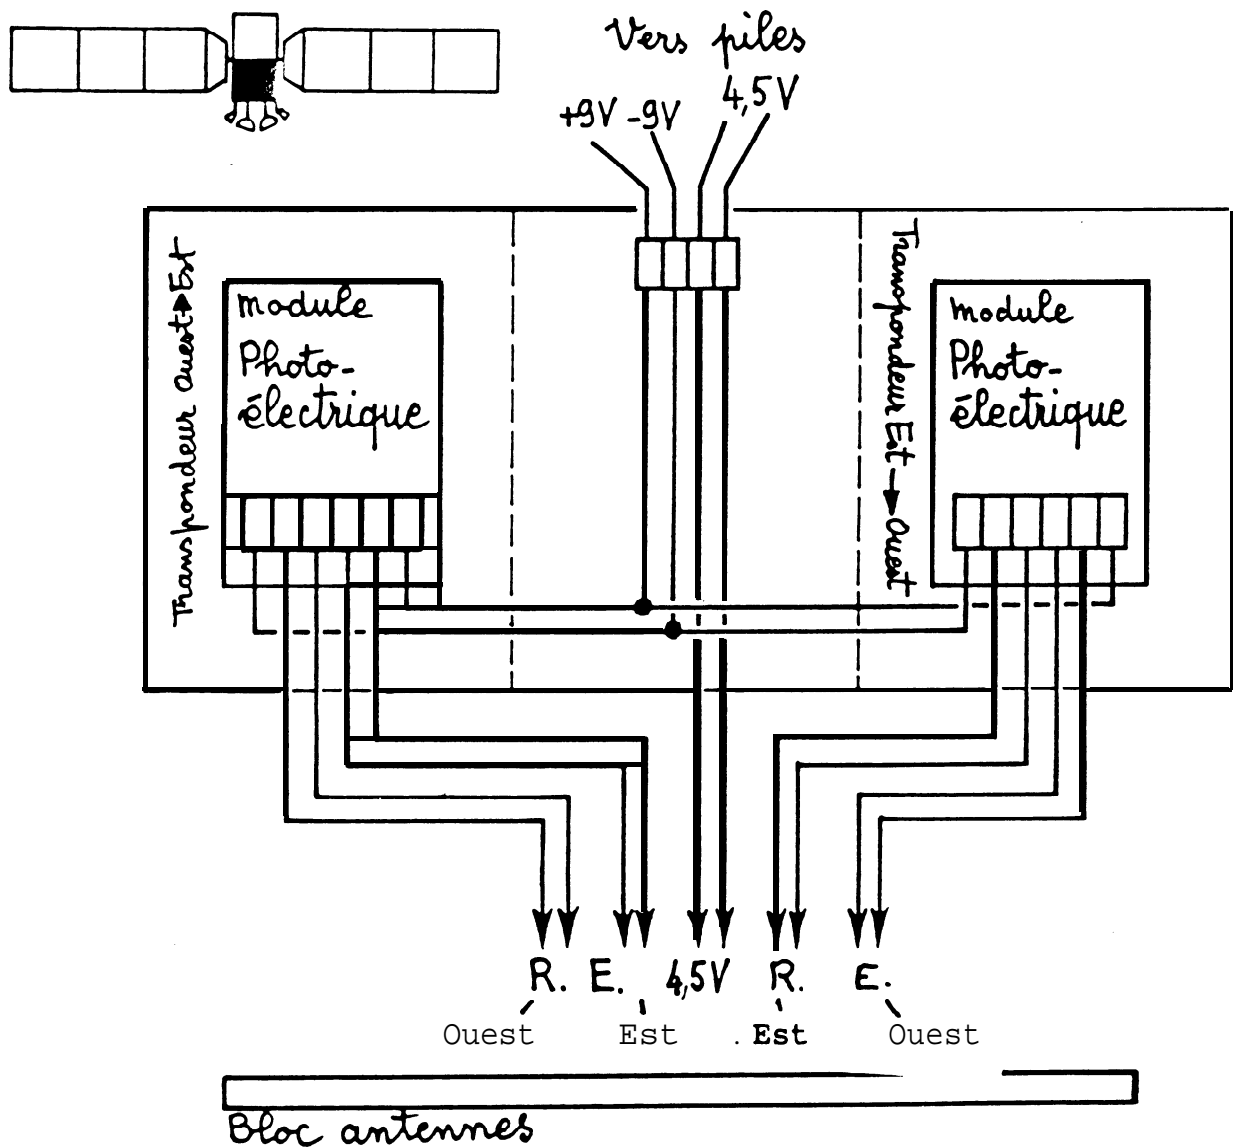 Vers piles
+9V -9V 4,5V
Transpondeur Ouest→Est
module
Photo-
électrique
Transpondeur Est→Ouest
module
Photo-
électrique
R. E. 4,5V R. E.
Ouest Est . Est Ouest
Bloc antennes